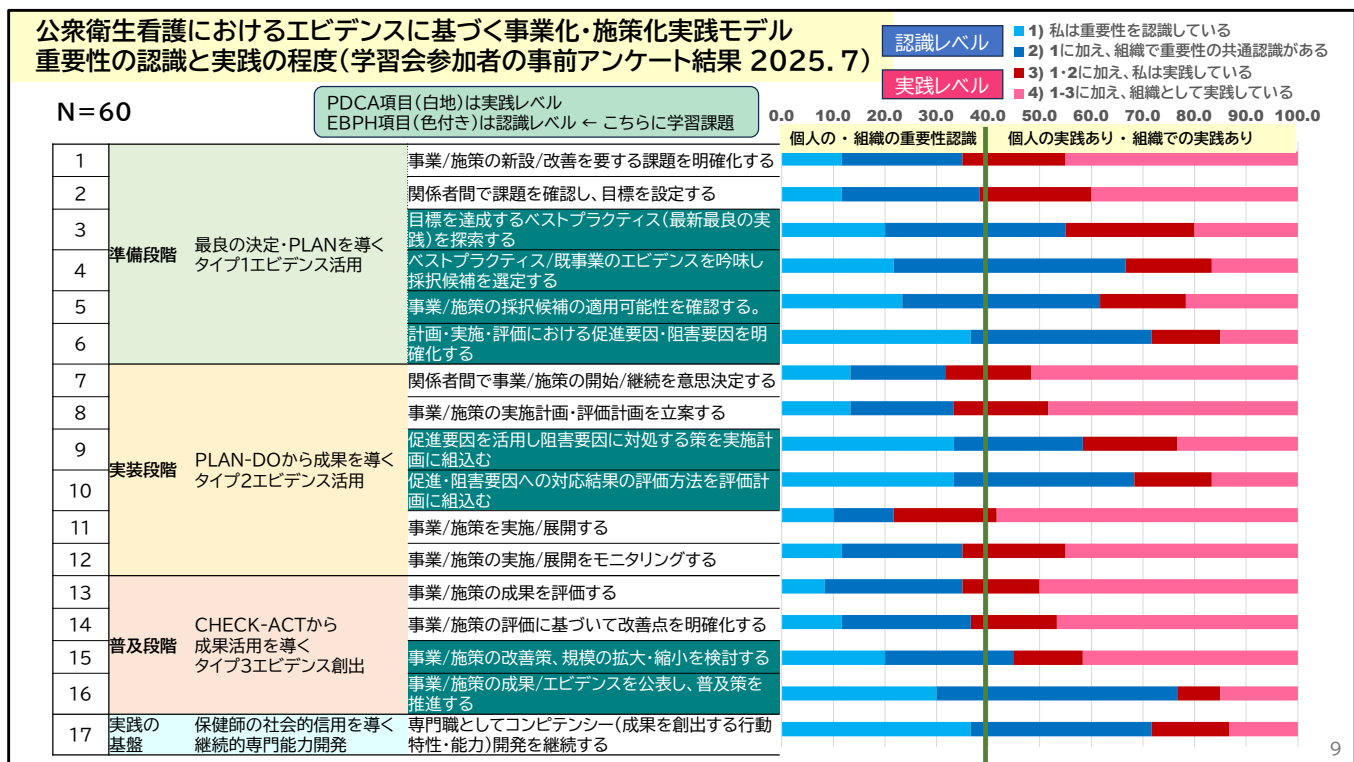 公衆衛生看護におけるエビデンスに基づく事業化・施策化実践モデル
重要性の認識と実践の程度(学習会参加者の事前アンケート結果 2025.7)
認識レベル
実践レベル
1) 私は重要性を認識している
2) 1に加え、組織で重要性の共通認識がある
3) 1・2に加え、私は実践している
4) 1-3に加え、組織として実践している
N=60
PDCA項目(白地)は実践レベル
EBPH項目(色付き)は認識レベル ← こちらに学習課題
0.0 10.0 20.0 30.0 40.0 50.0 60.0 70.0 80.0 90.0 100.0
個人の・組織の重要性認識
個人の実践あり・組織での実践あり
準備段階
最良の決定・PLANを導く
タイプ1エビデンス活用
1 事業/施策の新設/改善を要する課題を明確化する
2 関係者間で課題を確認し、目標を設定する
3 目標を達成するベストプラクティス(最新最良の実
践)を探索する
4 ベストプラクティス/既事業のエビデンスを吟味し
採択候補を選定する
5 事業/施策の採択候補の適用可能性を確認する。
6 計画・実施・評価における促進要因・阻害要因を明
確化する
実装段階
PLAN-DOから成果を導く
タイプ2エビデンス活用
7 関係者間で事業/施策の開始/継続を意思決定する
8 事業/施策の実施計画・評価計画を立案する
9 促進要因を活用し阻害要因に対処する策を実施計
画に組込む
10 促進・阻害要因への対応結果の評価方法を評価計
画に組込む
11 事業/施策を実施/展開する
12 事業/施策の実施/展開をモニタリングする
普及段階
CHECK-ACTから
成果活用を導く
タイプ3エビデンス創出
13 事業/施策の成果を評価する
14 事業/施策の評価に基づいて改善点を明確化する
15 事業/施策の改善策、規模の拡大・縮小を検討する
16 事業/施策の成果/エビデンスを公表し、普及策を
推進する
実践の
基盤
保健師の社会的信用を導く
継続的専門能力開発
17 専門職としてコンピテンシー(成果を創出する行動
特性・能力)開発を継続する
9